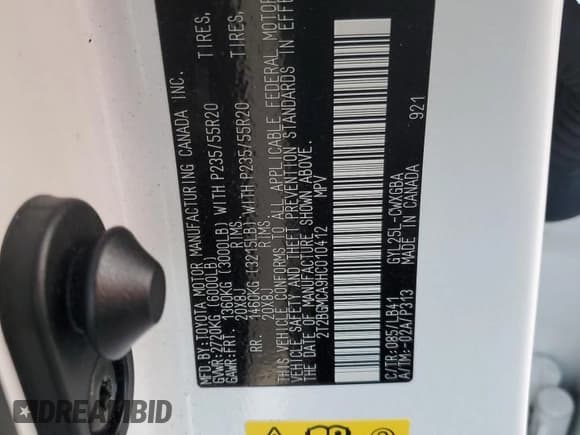 MFD. BY: TOYOTA MOTOR MANUFACTURING CANADA INC.
GVWR: 2720KG (6000LB)
GAWR: FRT. 1360KG (3000LB) WITH P235/55R20 TIRES,
20X8J RIMS,
RR. 1460KG (3215LB) WITH P235/55R20 TIRES,
20X8J RIMS.
THIS VEHICLE CONFORMS TO ALL APPLICABLE FEDERAL MOTOR
VEHICLE SAFETY AND THEFT PREVENTION STANDARDS IN EFFE
ON THE DATE OF MANUFACTURE SHOWN ABOVE.
2T2BGMCA9HC010412 MPV
C/TR: 085/LB41 GYL25L-CWXGBA
A/TM: -02A/P313 MADE IN CANADA 921
DREAMBID